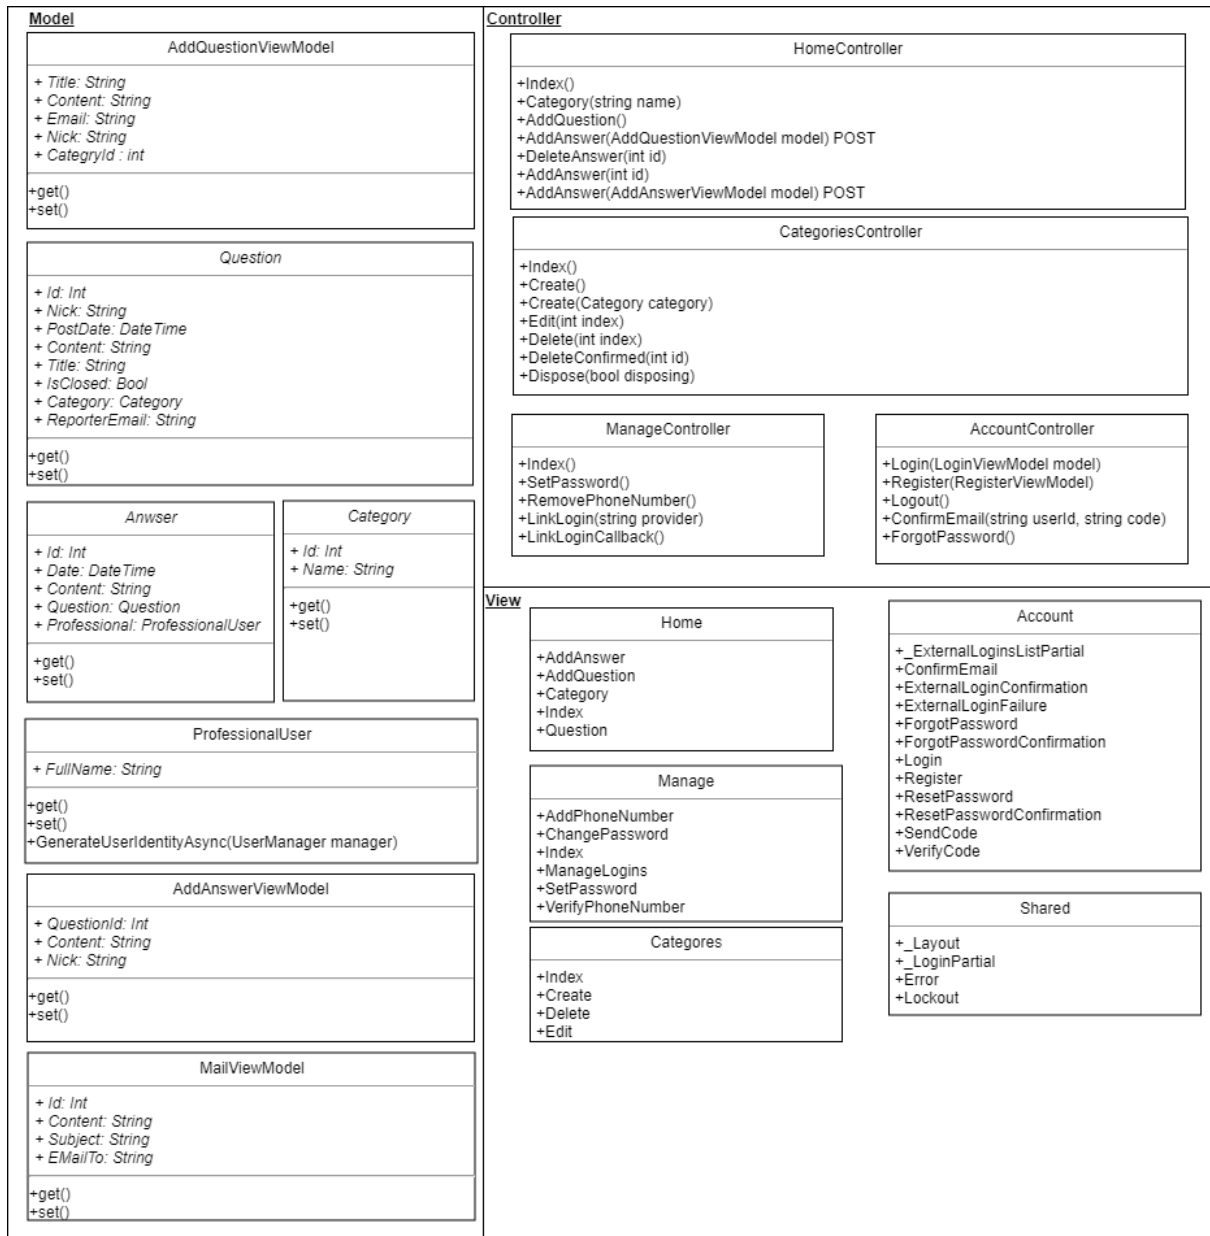 Model
AddQuestionViewModel
+ Title: String
+ Content: String
+ Email: String
+ Nick: String
+ CategryId : int
+get()
+set()
Question
+ Id: Int
+ Nick: String
+ PostDate: DateTime
+ Content: String
+ Title: String
+ IsClosed: Bool
+ Category: Category
+ ReporterEmail: String
+get()
+set()
Anwser
+ Id: Int
+ Date: DateTime
+ Content: String
+ Question: Question
+ Professional: ProfessionalUser
+get()
+set()
Category
+ Id: Int
+ Name: String
+get()
+set()
ProfessionalUser
+ FullName: String
+get()
+set()
+GenerateUserIdentityAsync(UserManager manager)
AddAnswerViewModel
+ QuestionId: Int
+ Content: String
+ Nick: String
+get()
+set()
MailViewModel
+ Id: Int
+ Content: String
+ Subject: String
+ EMailTo: String
+get()
+set()
Controller
HomeController
+Index()
+Category(string name)
+AddQuestion()
+AddAnswer(AddQuestionViewModel model) POST
+DeleteAnswer(int id)
+AddAnswer(int id)
+AddAnswer(AddAnswerViewModel model) POST
CategoriesController
+Index()
+Create()
+Create(Category category)
+Edit(int index)
+Delete(int index)
+DeleteConfirmed(int id)
+Dispose(bool disposing)
ManageController
+Index()
+SetPassword()
+RemovePhoneNumber()
+LinkLogin(string provider)
+LinkLoginCallback()
AccountController
+Login(LoginViewModel model)
+Register(RegisterViewModel)
+Logout()
+ConfirmEmail(string userId, string code)
+ForgotPassword()
View
Home
+AddAnswer
+AddQuestion
+Category
+Index
+Question
Manage
+AddPhoneNumber
+ChangePassword
+Index
+ManageLogins
+SetPassword
+VerifyPhoneNumber
Categores
+Index
+Create
+Delete
+Edit
Account
+_ExternalLoginsListPartial
+ConfirmEmail
+ExternalLoginConfirmation
+ExternalLoginFailure
+ForgotPassword
+ForgotPasswordConfirmation
+Login
+Register
+ResetPassword
+ResetPasswordConfirmation
+SendCode
+VerifyCode
Shared
+_Layout
+_LoginPartial
+Error
+Lockout